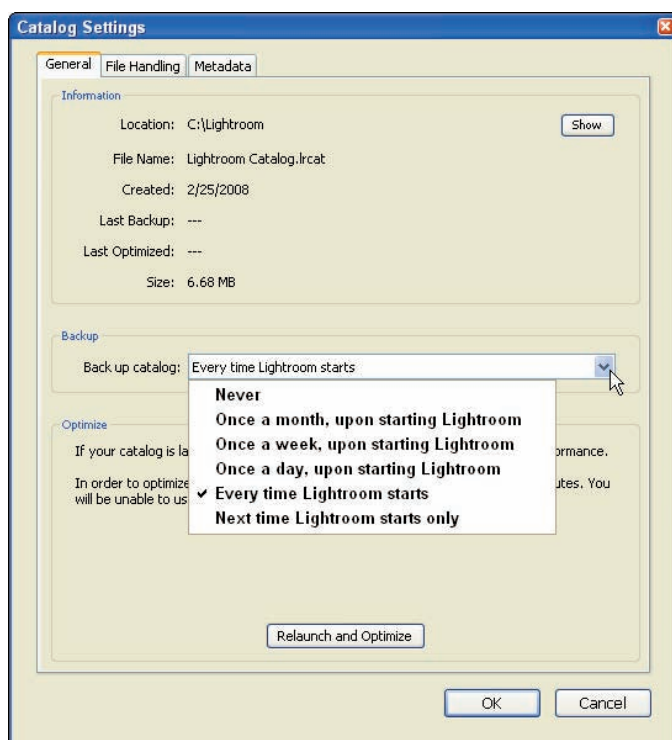 Catalog Settings
General File Handling Metadata
Information
Location: C:\Lightroom Show
File Name: Lightroom Catalog.lrcat
Created: 2/25/2008
Last Backup: ---
Last Optimized: ---
Size: 6.68 MB
Backup
Back up catalog: Every time Lightroom starts
Never
Once a month, upon starting Lightroom
Once a week, upon starting Lightroom
Once a day, upon starting Lightroom
✓ Every time Lightroom starts
Next time Lightroom starts only
Optimize
If your catalog is
In order to optimize You
will be unable to
Relaunch and Optimize
OK Cancel